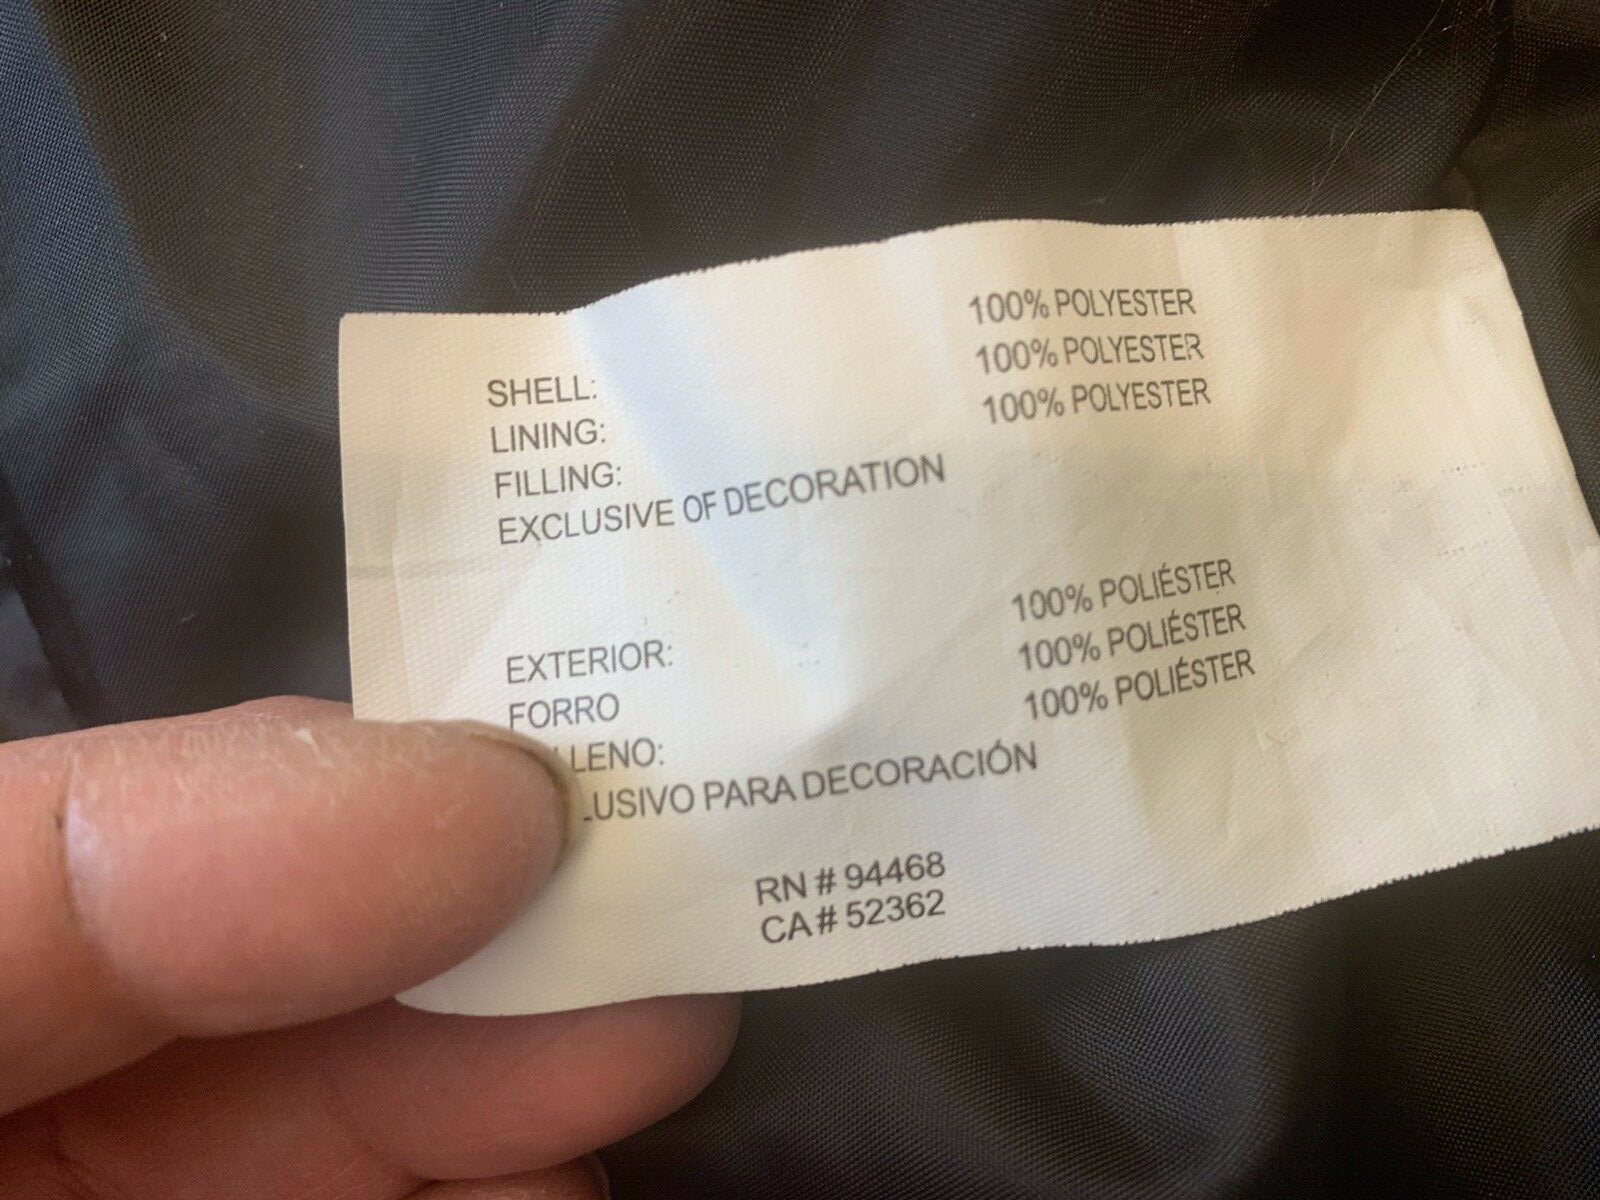 SHELL: 100% POLYESTER
LINING: 100% POLYESTER
FILLING: 100% POLYESTER
EXCLUSIVE OF DECORATION
EXTERIOR: 100% POLIÉSTER
FORRO 100% POLIÉSTER
LLENO: 100% POLIÉSTER
LUSIVO PARA DECORACIÓN
RN # 94468
CA # 52362